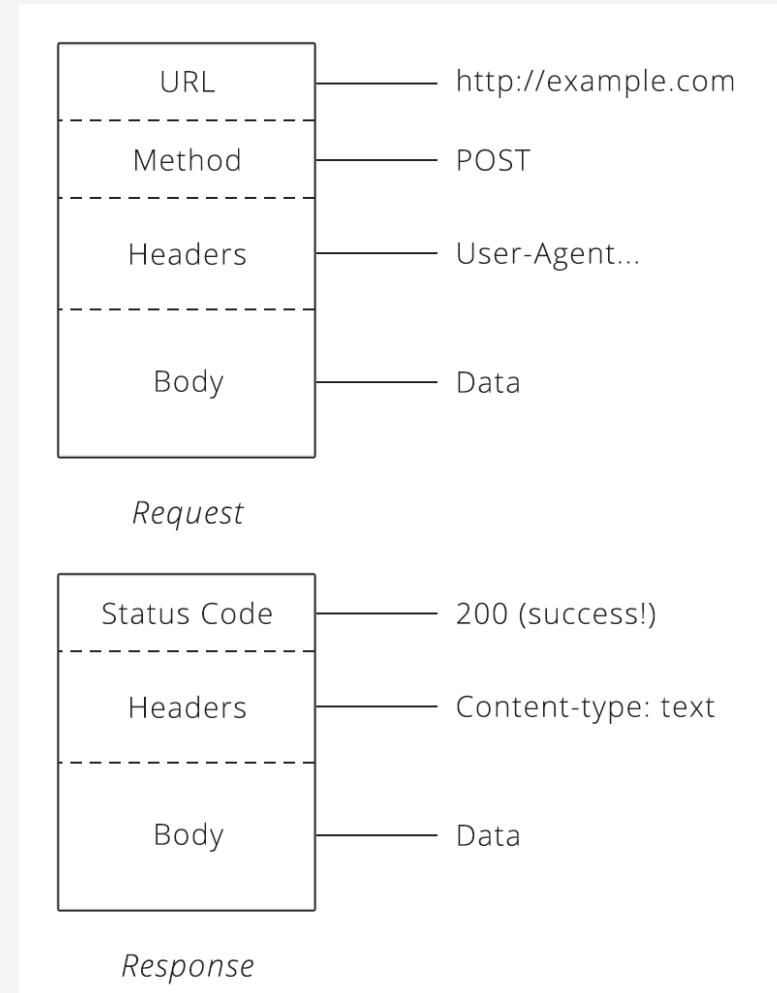 URL
http://example.com
Method
POST
Headers
User-Agent...
Body
Data
Request
Status Code
200 (success!)
Headers
Content-type: text
Body
Data
Response